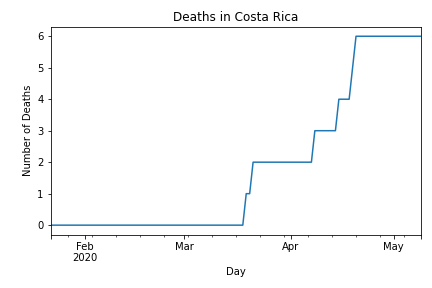 Deaths in Costa Rica
Number of Deaths
6
5
4
3
2
1
0
Feb
2020
Mar
Apr
May
Day